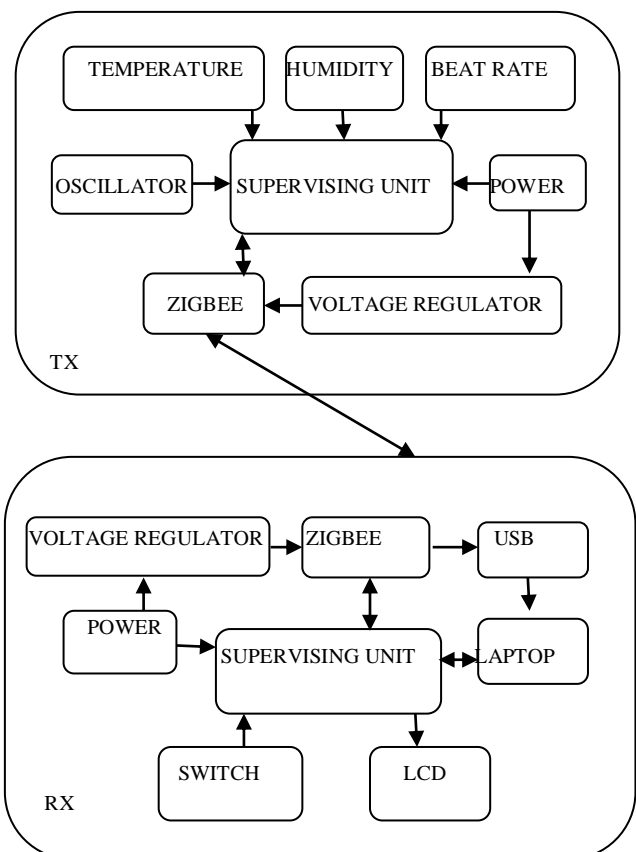 TEMPERATURE
HUMIDITY
BEAT RATE
OSCILLATOR
SUPERVISING UNIT
POWER
ZIGBEE
VOLTAGE REGULATOR
TX
VOLTAGE REGULATOR
ZIGBEE
USB
POWER
SUPERVISING UNIT
LAPTOP
SWITCH
LCD
RX